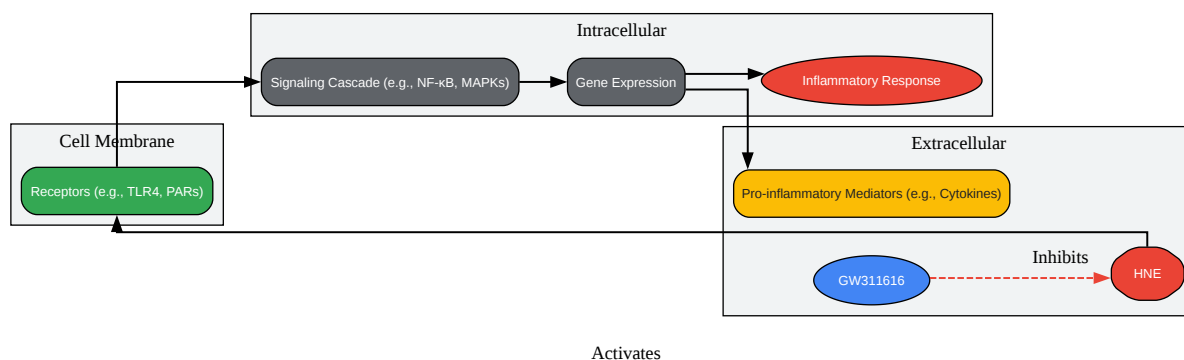 Intracellular
Signaling Cascade (e.g., NF-κB, MAPKs)
Gene Expression
Inflammatory Response
Cell Membrane
Receptors (e.g., TLR4, PARs)
Extracellular
Pro-inflammatory Mediators (e.g., Cytokines)
Inhibits
GW311616
HNE
Activates